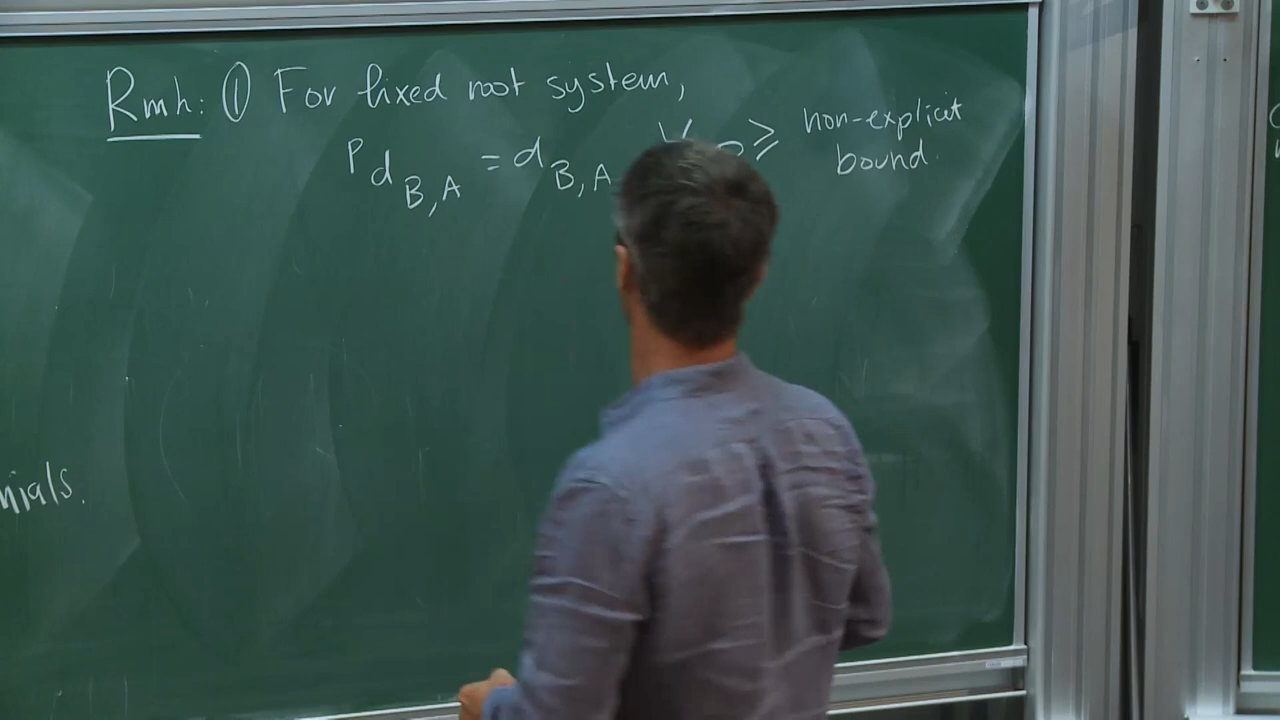 Rmk: ① For fixed root system,
ᵖd_{B,A} = d_{B,A} ∀ p ≥ non-explicit
bound.
nials.